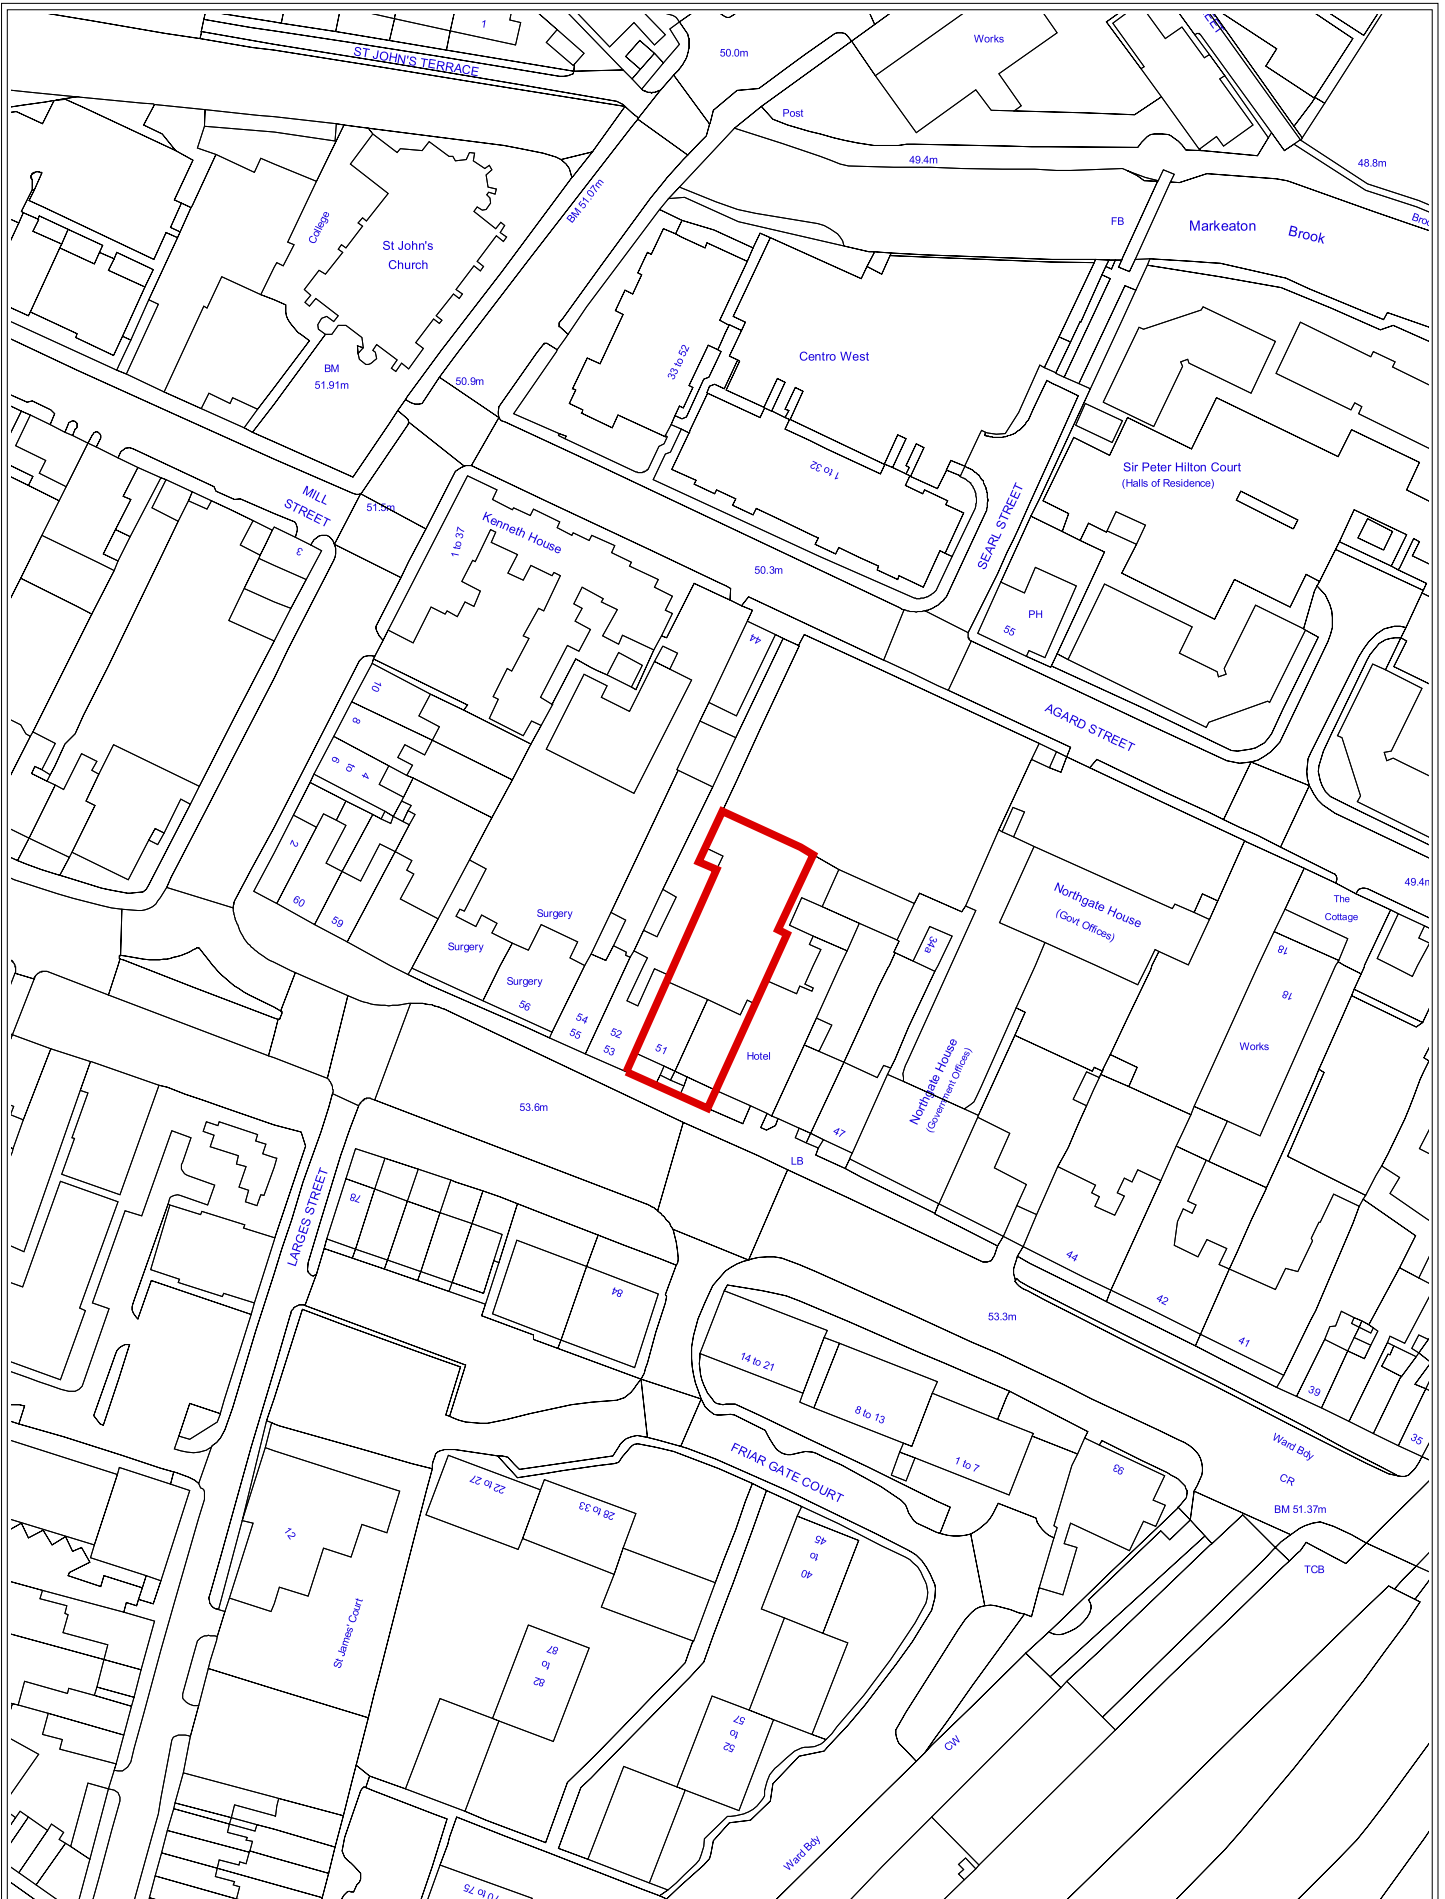 1
ST JOHN'S TERRACE
50.0m
Works
Post
49.4m
48.8m
BM 51.07m
College
St John's
Church
FB
Markeaton
Brook
BM
51.91m
50.9m
33 to 52
Centro West
1 to 32
Sir Peter Hilton Court
(Halls of Residence)
MILL
STREET
51.5m
3
1 to 37
Kenneth House
50.3m
SEARL STREET
PH
55
44
10
8
6
to
4
2
60
59
AGARD STREET
49.4m
The
Cottage
Northgate House
(Govt Offices)
18
18
Works
34a
Surgery
Surgery
Surgery
56
54
55
52
53
51
Hotel
Northgate House
(Government Offices)
47
LB
53.6m
LARGES STREET
78
84
44
42
41
39
35
53.3m
14 to 21
8 to 13
1 to 7
93
Ward Bdy
CR
BM 51.37m
TCB
FRIAR GATE COURT
22 to 27
28 to 33
45
to
40
12
St James' Court
87
to
82
57
to
52
CW
Ward Bdy
75 to 70